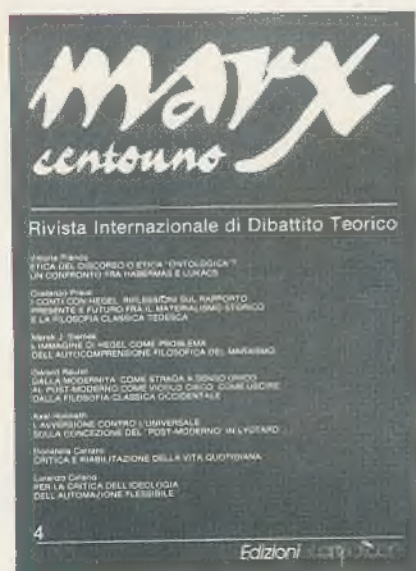 marx
centouno
Rivista Internazionale di Dibattito Teorico
Vittoria Franco
ETICA DEL DISCORSO O ETICA "ONTOLOGICA"?
UN CONFRONTO FRA HABERMAS E LUKACS
Costanzo Preve
I CONTI CON HEGEL. RIFLESSIONI SUL RAPPORTO
PRESENTE E FUTURO FRA IL MATERIALISMO STORICO
E LA FILOSOFIA CLASSICA TEDESCA
Marek J. Siemek
L'IMMAGINE DI HEGEL COME PROBLEMA
DELL'AUTOCOMPRENSIONE FILOSOFICA DEL MARXISMO
Gérard Raulet
DALLA MODERNITÀ COME STRADA A SENSO UNICO
AL POST-MODERNO COME VICOLO CIECO. COME USCIRE
DALLA FILOSOFIA CLASSICA OCCIDENTALE
Axel Honneth
L'AVVERSIONE CONTRO L'UNIVERSALE
SULLA CONCEZIONE DEL "POST-MODERNO" IN LYOTARD
CRITICA E RIABILITAZIONE DELLA VITA QUOTIDIANA
Lorenzo Cillario
PER LA CRITICA DELL'IDEOLOGIA
DELL'AUTOMAZIONE FLESSIBILE
4
Edizioni